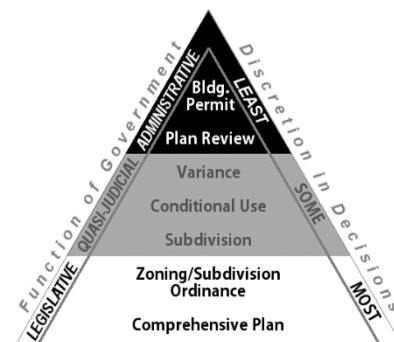 Function of Government
Discretion in Decisions
ADMINISTRATIVE
LEAST
Bldg.
Permit
Plan Review
QUASI-JUDICIAL
SOME
Variance
Conditional Use
Subdivision
LEGISLATIVE
MOST
Zoning/Subdivision
Ordinance
Comprehensive Plan